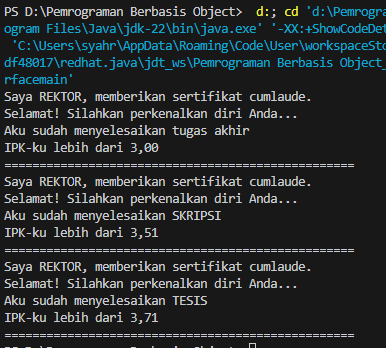 PS D:\Pemrograman Berbasis Object>  d:; cd 'd:\Pemrogra
ogram Files\Java\jdk-22\bin\java.exe' '-XX:+ShowCodeDet
 'C:\Users\syahr\AppData\Roaming\Code\User\workspaceSto
df48017\redhat.java\jdt_ws\Pemrograman Berbasis Object_
rfacemain'
Saya REKTOR, memberikan sertifikat cumlaude.
Selamat! Silahkan perkenalkan diri Anda...
Aku sudah menyelesaikan tugas akhir
IPK-ku lebih dari 3,00
==================================================
Saya REKTOR, memberikan sertifikat cumlaude.
Selamat! Silahkan perkenalkan diri Anda...
Aku sudah menyelesaikan SKRIPSI
IPK-ku lebih dari 3,51
==================================================
Saya REKTOR, memberikan sertifikat cumlaude.
Selamat! Silahkan perkenalkan diri Anda...
Aku sudah menyelesaikan TESIS
IPK-ku lebih dari 3,71
==================================================